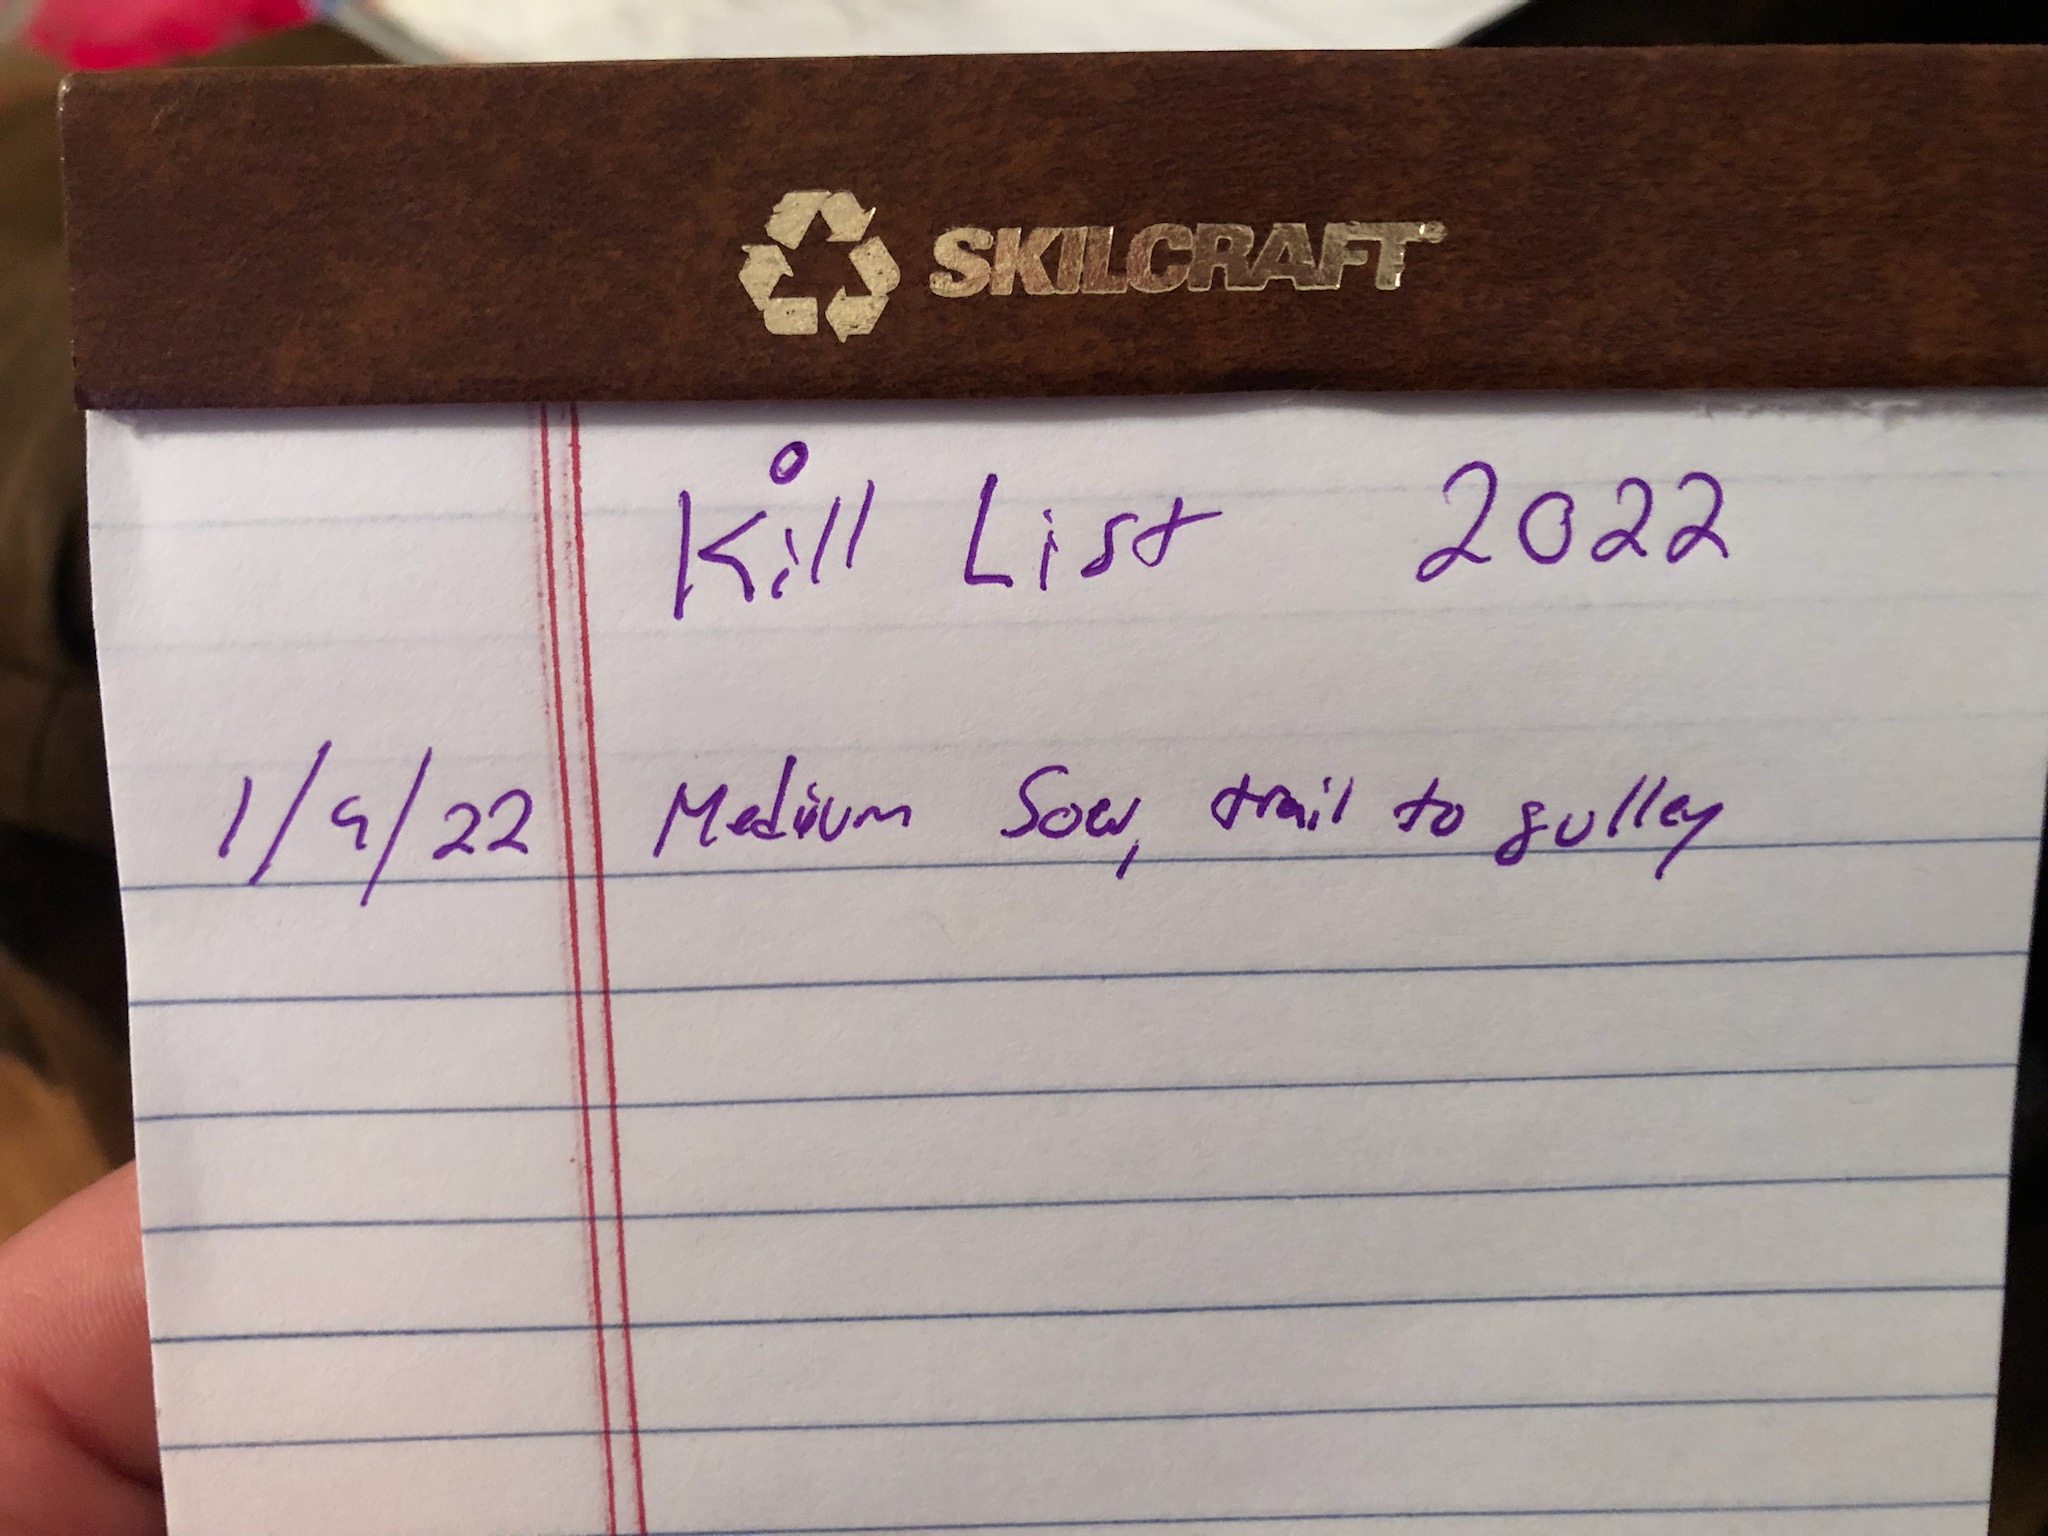 SKILCRAFT
Kill List 2022
1/9/22 Medium Sow, trail to gulley